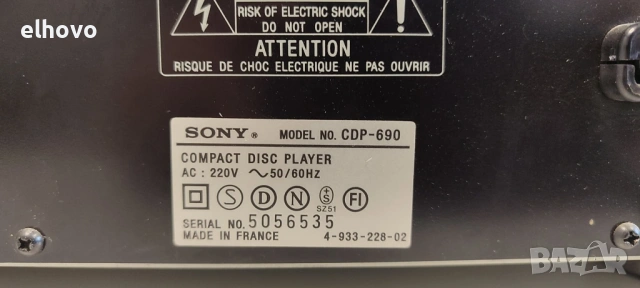 elhovo
RISK OF ELECTRIC SHOCK
DO NOT OPEN
ATTENTION
RISQUE DE CHOC ELECTRIQUE NE PAS OUVRIR
SONY® MODEL NO. CDP-690
COMPACT DISC PLAYER
AC : 220V ~50/60HZ
S D N +S FI
SZ51
SERIAL NO. 5056535
MADE IN FRANCE 4-933-228-02
BAZAR